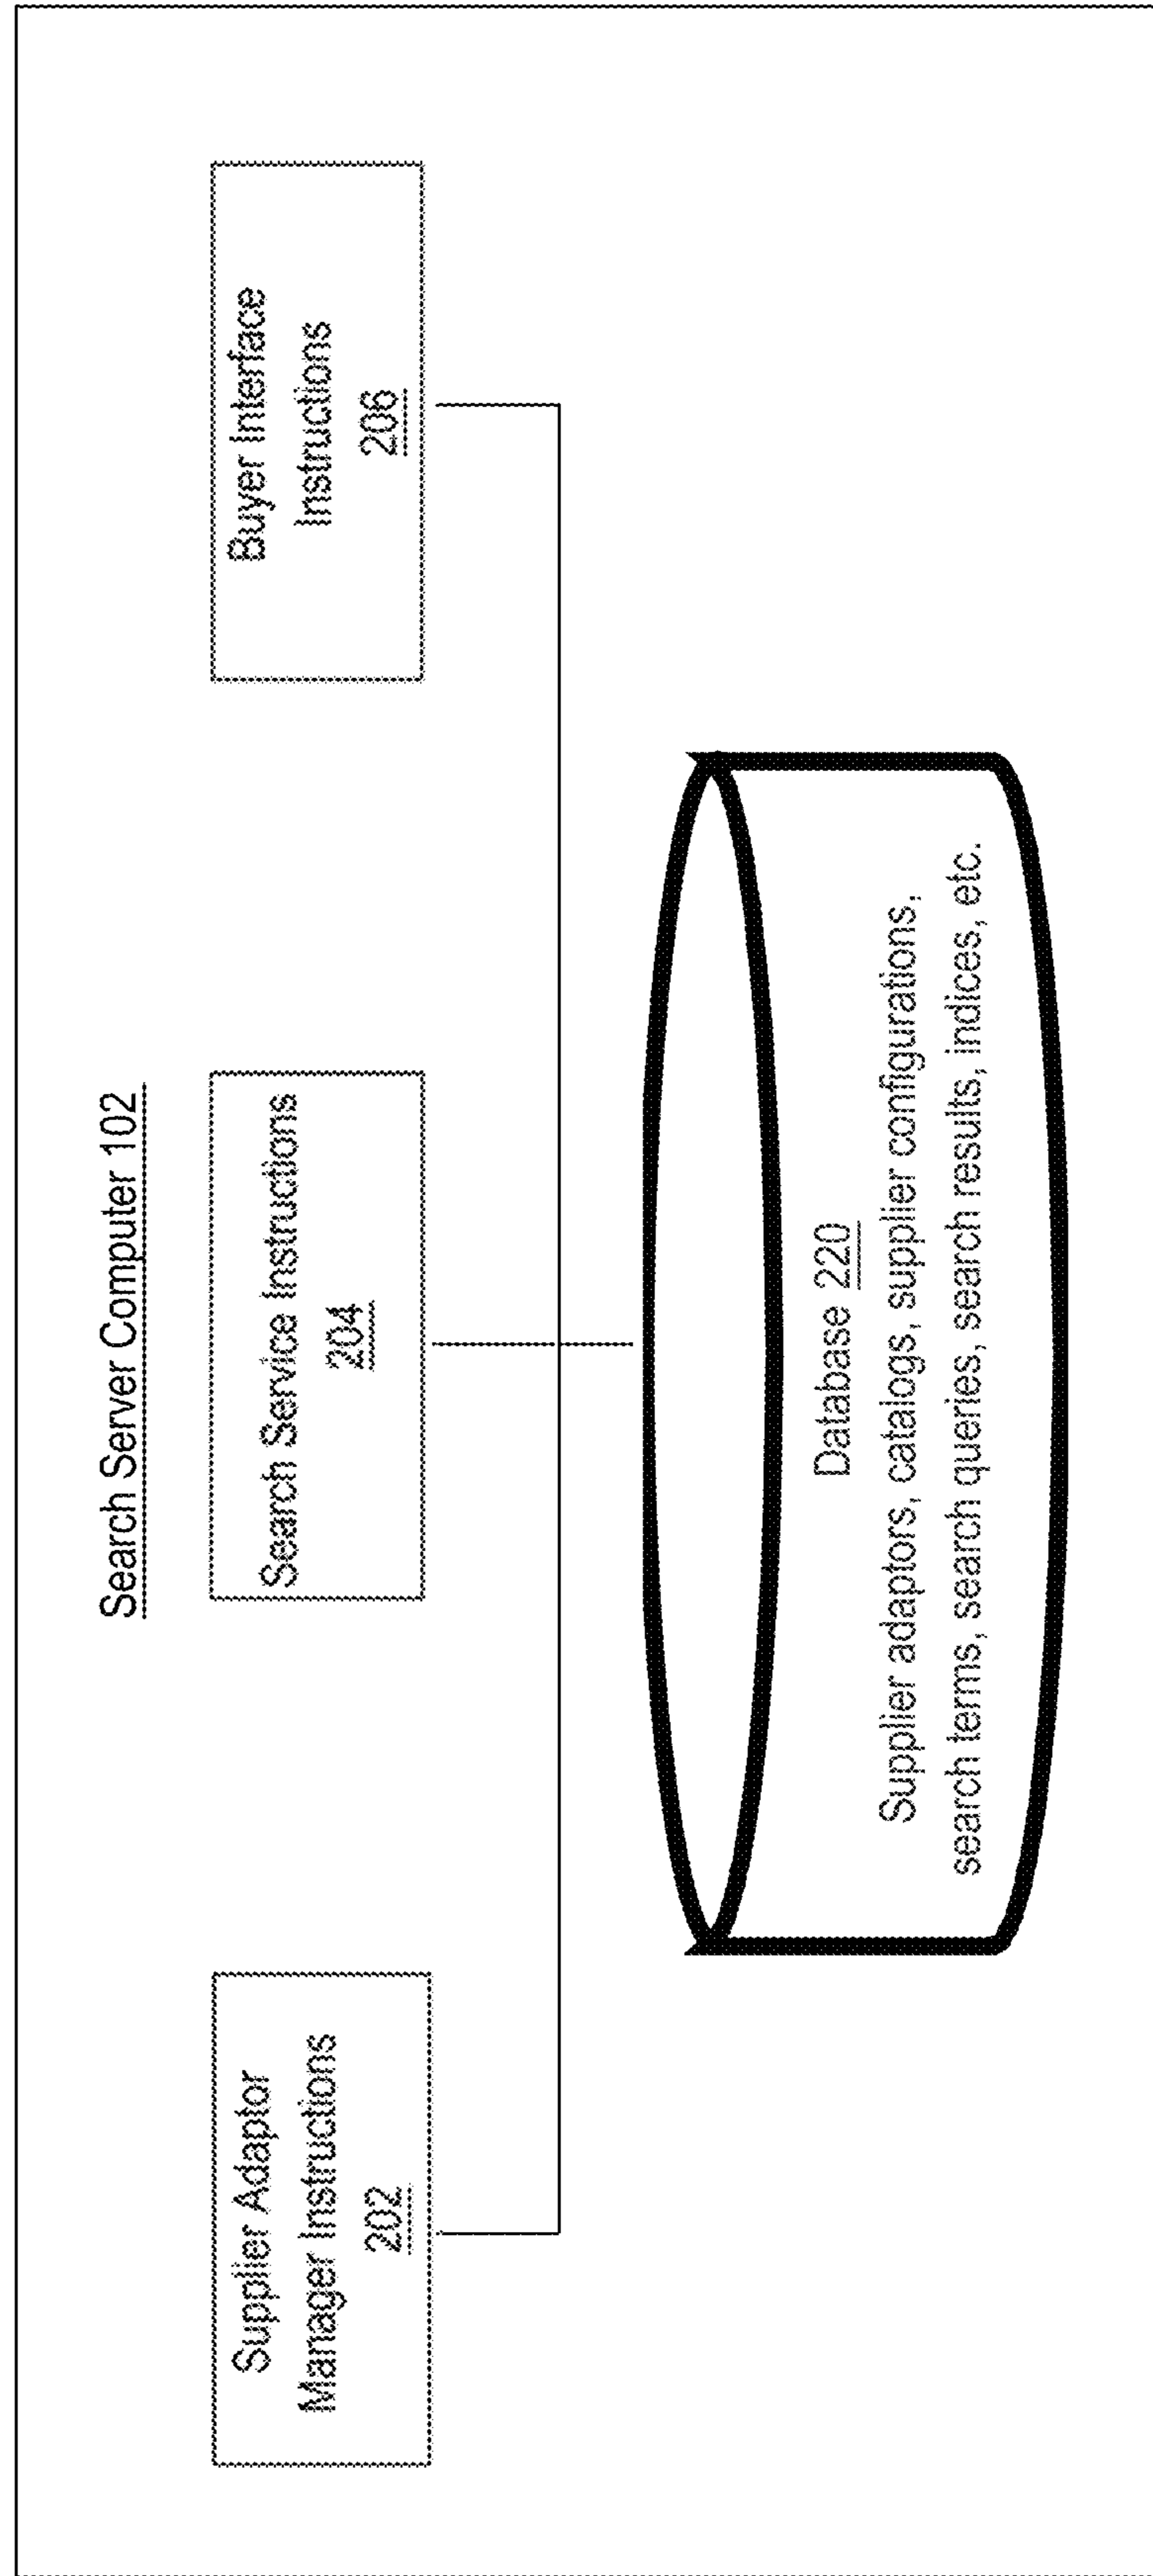 Search Server Computer 102
Supplier Adaptor
Manager Instructions
202
Search Service Instructions
204
Buyer Interface
Instructions
206
Database 220
Supplier adaptors, catalogs, supplier configurations,
search terms, search queries, search results, indices, etc.